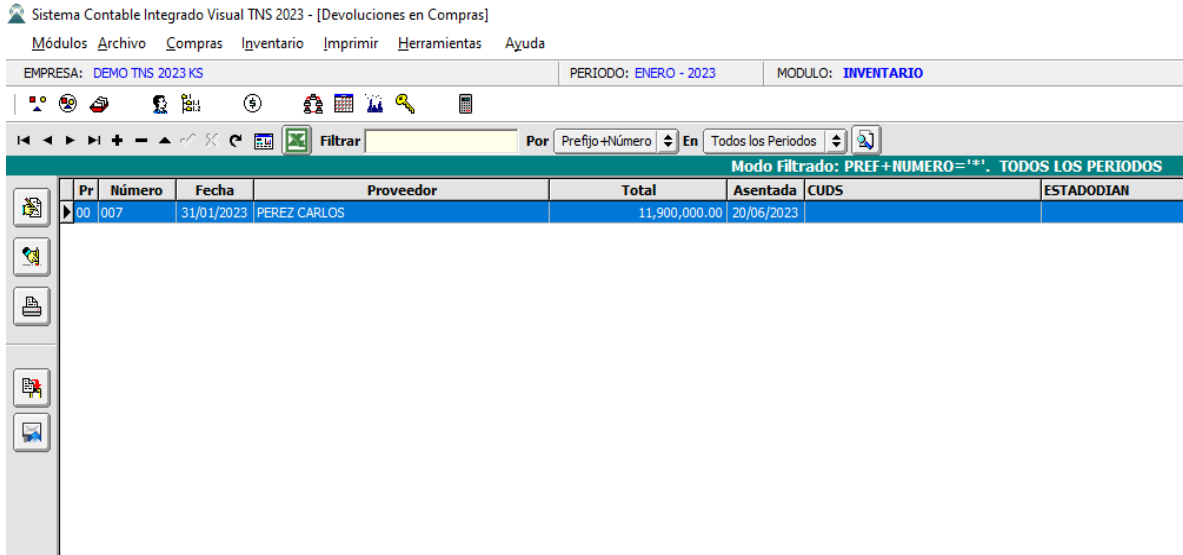 Sistema Contable Integrado Visual TNS 2023 - [Devoluciones en Compras]
Módulos Archivo Compras Inventario Imprimir Herramientas Ayuda
EMPRESA: DEMO TNS 2023 KS PERIODO: ENERO - 2023 MODULO: INVENTARIO
Filtrar Por Prefijo+Número En Todos los Periodos
Modo Filtrado: PREF+NUMERO='*'. TODOS LOS PERIODOS
Pr Número Fecha Proveedor Total Asentada CUDS ESTADODIAN
00 007 31/01/2023 PEREZ CARLOS 11,900,000.00 20/06/2023